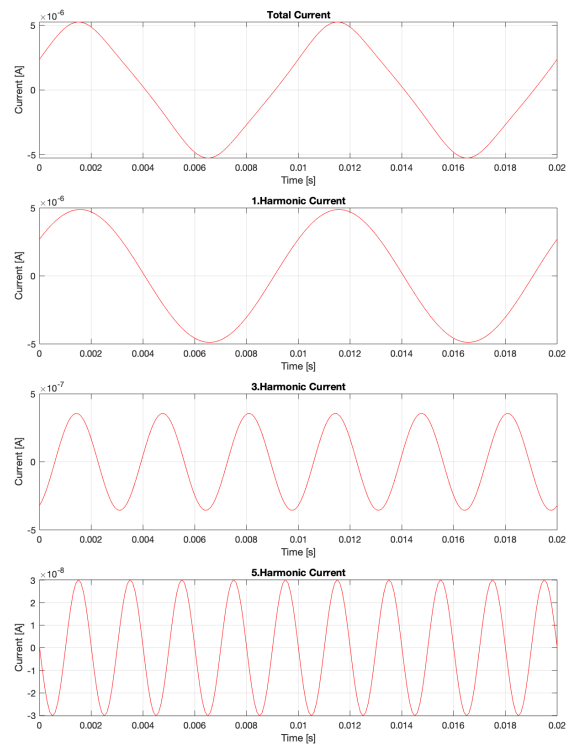 Total Current
×10⁻⁶
5
0
-5
Current [A]
0 0.002 0.004 0.006 0.008 0.01 0.012 0.014 0.016 0.018 0.02
Time [s]
1.Harmonic Current
×10⁻⁶
5
0
-5
Current [A]
0 0.002 0.004 0.006 0.008 0.01 0.012 0.014 0.016 0.018 0.02
Time [s]
3.Harmonic Current
×10⁻⁷
5
0
-5
Current [A]
0 0.002 0.004 0.006 0.008 0.01 0.012 0.014 0.016 0.018 0.02
Time [s]
5.Harmonic Current
×10⁻⁸
3
2
1
0
-1
-2
-3
Current [A]
0 0.002 0.004 0.006 0.008 0.01 0.012 0.014 0.016 0.018 0.02
Time [s]